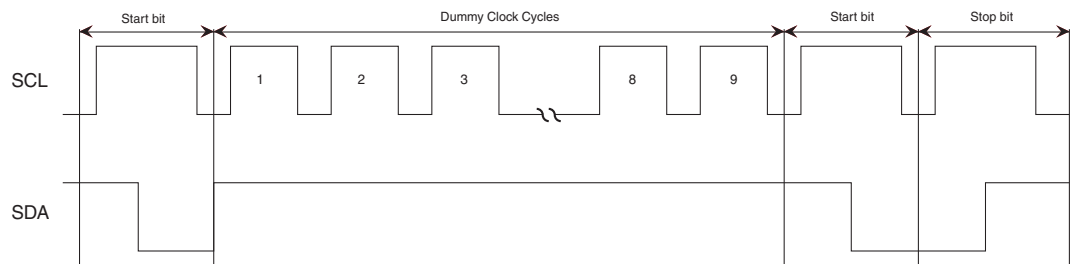 Start bit Dummy Clock Cycles Start bit Stop bit
SCL 1 2 3 8 9
SDA